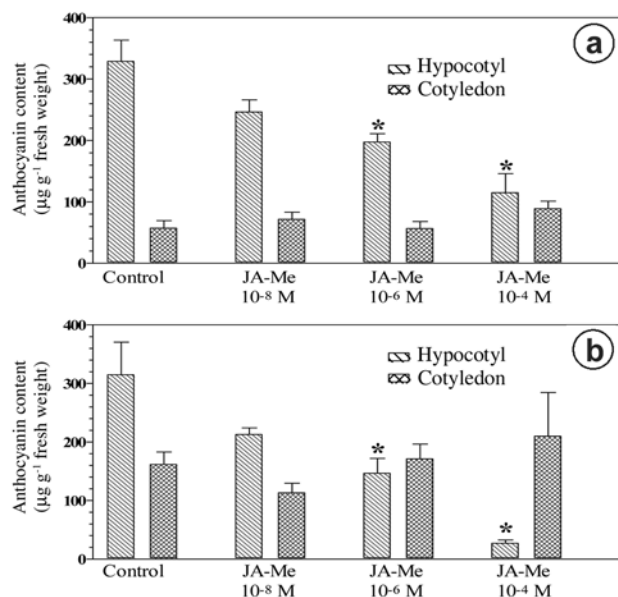 400
300
200
100
0
Anthocyanin content
(µg g⁻¹ fresh weight)
a
Hypocotyl
Cotyledon
*
*
Control
JA-Me
10⁻⁸ M
JA-Me
10⁻⁶ M
JA-Me
10⁻⁴ M
400
300
200
100
0
Anthocyanin content
(µg g⁻¹ fresh weight)
b
Hypocotyl
Cotyledon
*
*
Control
JA-Me
10⁻⁸ M
JA-Me
10⁻⁶ M
JA-Me
10⁻⁴ M